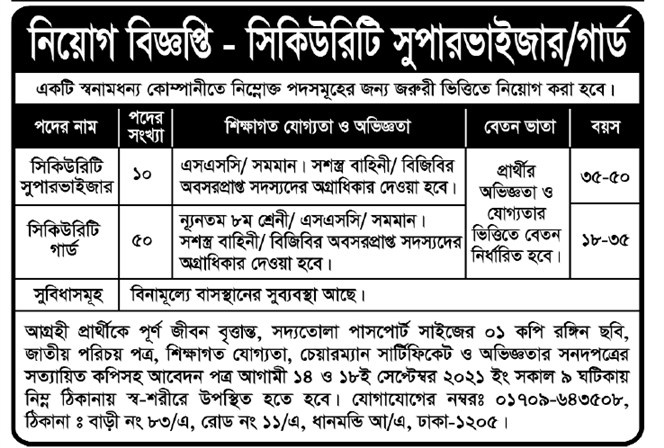 নিয়োগ বিজ্ঞপ্তি - সিকিউরিটি সুপারভাইজার/গার্ড
একটি স্বনামধন্য কোম্পানীতে নিম্নোক্ত পদসমূহের জন্য জরুরী ভিত্তিতে নিয়োগ করা হবে।
পদের নাম
পদের
সংখ্যা
শিক্ষাগত যোগ্যতা ও অভিজ্ঞতা
বেতন ভাতা
বয়স
সিকিউরিটি
সুপারভাইজার
১০
এসএসসি/ সমমান। সশস্ত্র বাহিনী/ বিজিবির
অবসরপ্রাপ্ত সদস্যদের অগ্রাধিকার দেওয়া হবে।
প্রার্থীর
অভিজ্ঞতা ও
যোগ্যতার
ভিত্তিতে বেতন
নির্ধারিত হবে।
৩৫-৫০
সিকিউরিটি
গার্ড
৫০
ন্যূনতম ৮ম শ্রেনী/ এসএসসি/ সমমান।
সশস্ত্র বাহিনী/ বিজিবির অবসরপ্রাপ্ত সদস্যদের
অগ্রাধিকার দেওয়া হবে।
১৮-৩৫
সুবিধাসমূহ
বিনামূল্যে বাসস্থানের সুব্যবস্থা আছে।
আগ্রহী প্রার্থীকে পূর্ণ জীবন বৃত্তান্ত, সদ্যতোলা পাসপোর্ট সাইজের ০১ কপি রঙ্গিন ছবি,
জাতীয় পরিচয় পত্র, শিক্ষাগত যোগ্যতা, চেয়ারম্যান সার্টিফিকেট ও অভিজ্ঞতার সনদপত্রের
সত্যায়িত কপিসহ আবেদন পত্র আগামী ১৪ ও ১৮ই সেপ্টেম্বর ২০২১ ইং সকাল ৯ ঘটিকায়
নিম্ন ঠিকানায় স্ব-শরীরে উপস্থিত হতে হবে। যোগাযোগের নম্বরঃ ০১৭০৯-৬৪৩৫০৮,
ঠিকানা ঃ বাড়ী নং ৮৩/এ, রোড নং ১১/এ, ধানমন্ডি আ/এ, ঢাকা-১২০৫।